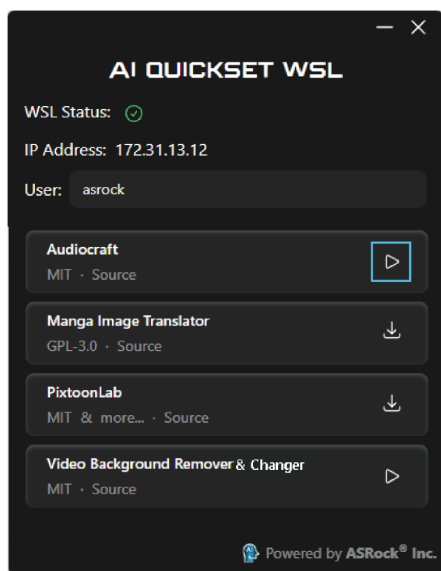 AI QUICKSET WSL
WSL Status:
IP Address: 172.31.13.12
User: asrock
Audiocraft
MIT · Source
Manga Image Translator
GPL-3.0 · Source
PixtoonLab
MIT & more... · Source
Video Background Remover & Changer
MIT · Source
Powered by ASRock® Inc.